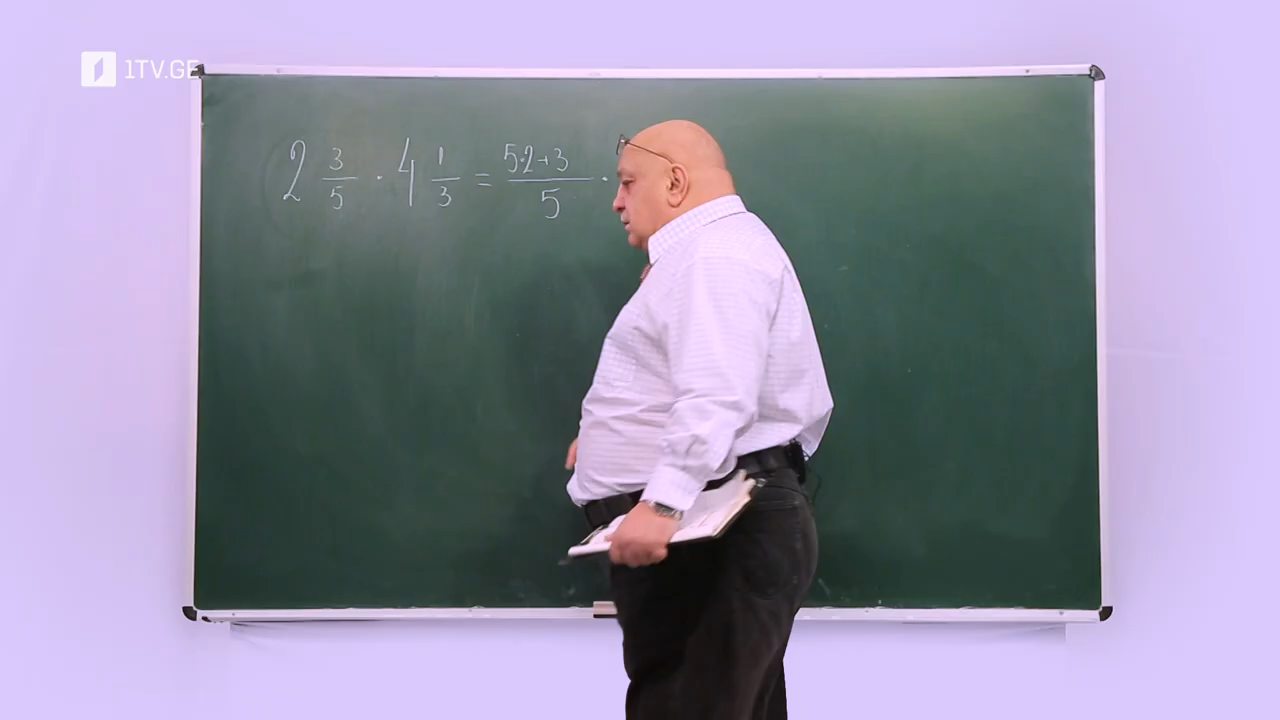 1TV.GE
2 3/5 · 4 1/3 = (5·2+3)/5 ·